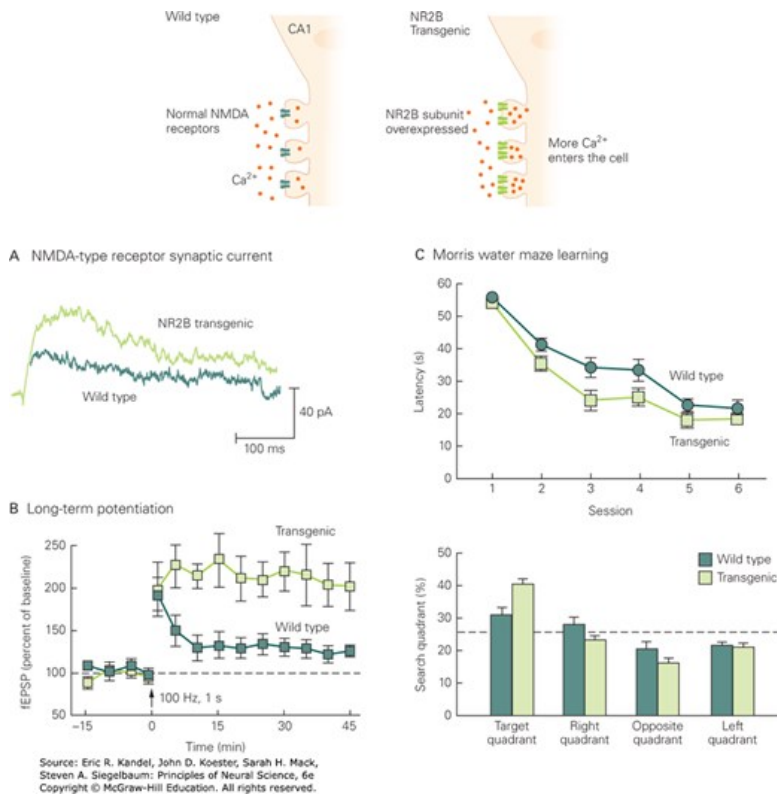 Wild type
CA1
Normal NMDA
receptors
Ca2+
NR2B
Transgenic
NR2B subunit
overexpressed
More Ca2+
enters the cell
A NMDA-type receptor synaptic current
NR2B transgenic
Wild type
40 pA
100 ms
B Long-term potentiation
Transgenic
Wild type
fEPSP (percent of baseline)
250
200
150
100
50
100 Hz, 1 s
−15
0
15
30
45
Time (min)
C Morris water maze learning
Latency (s)
60
50
40
30
20
10
0
Wild type
Transgenic
1
2
3
4
5
6
Session
Search quadrant (%)
50
40
30
20
10
0
Wild type
Transgenic
Target
quadrant
Right
quadrant
Opposite
quadrant
Left
quadrant
Source: Eric R. Kandel, John D. Koester, Sarah H. Mack,
Steven A. Siegelbaum: Principles of Neural Science, 6e
Copyright © McGraw-Hill Education. All rights reserved.